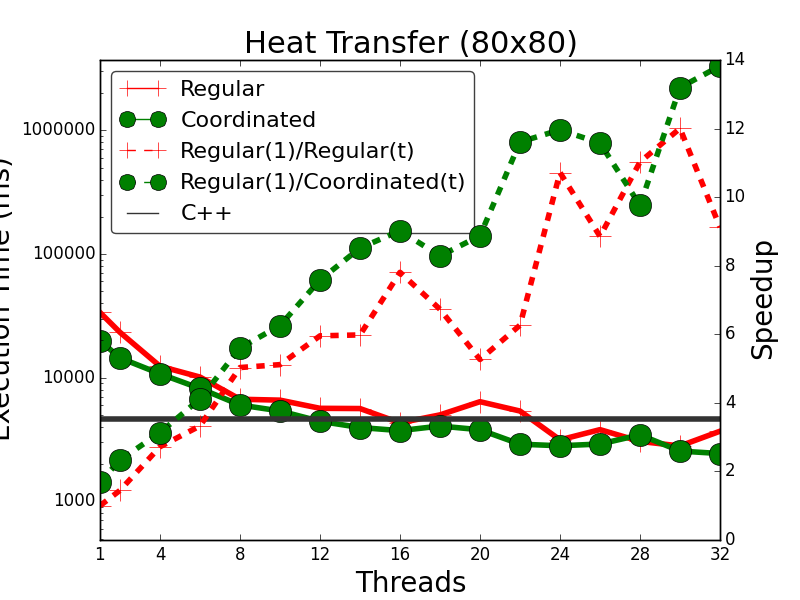 Heat Transfer (80x80)
Regular
Coordinated
Regular(1)/Regular(t)
Regular(1)/Coordinated(t)
C++
1000000
100000
10000
1000
Time (ms)
14
12
10
8
6
4
2
0
Speedup
1 4 8 12 16 20 24 28 32
Threads